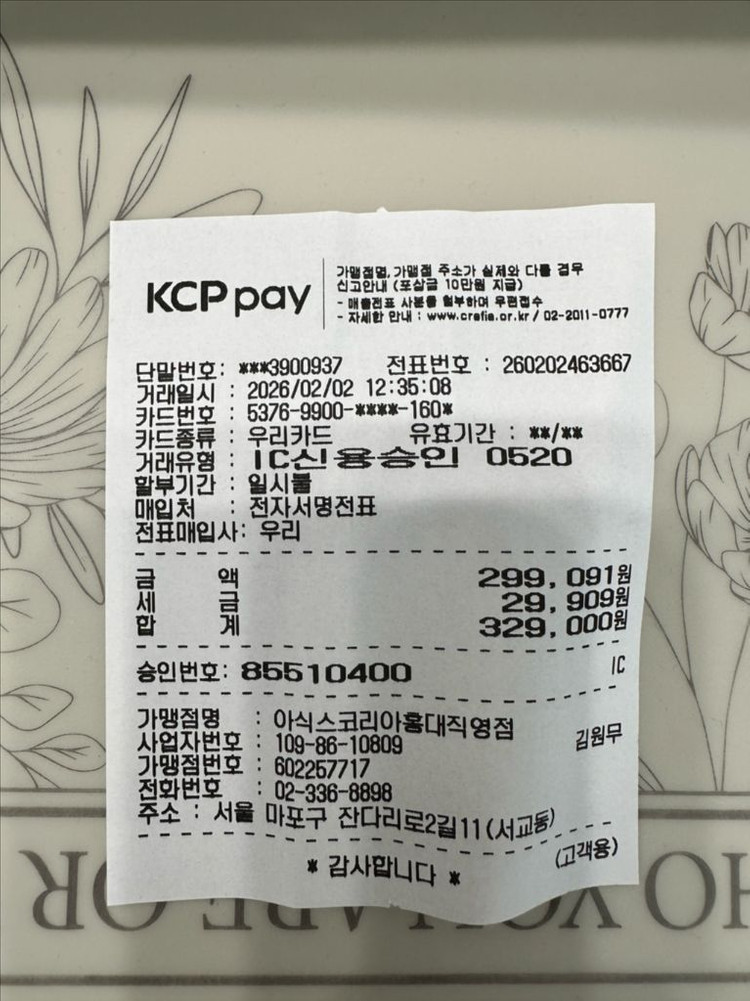 KCP pay
가맹점명, 가맹점 주소가 실제와 다를 경우
신고안내 (포상금 10만원 지급)
- 매출전표 사본을 첨부하여 우편접수
- 자세한 안내 : www.crefia.or.kr / 02-2011-0777
단말번호: ***3900937 전표번호 : 260202463667
거래일시 : 2026/02/02 12:35:08
카드번호 : 5376-9900-****-160*
카드종류 : 우리카드 유효기간 : **/**
거래유형 : IC신용승인 0520
할부기간 : 일시불
매입처 : 전자서명전표
전표매입사: 우리
금 액 299,091원
세 금 29,909원
합 계 329,000원
승인번호: 85510400 IC
가맹점명 : 아식스코리아홍대직영점
사업자번호 : 109-86-10809 김원무
가맹점번호 : 602257717
전화번호 : 02-336-8898
주소 : 서울 마포구 잔다리로2길11(서교동)
(고객용)
* 감사합니다 *
YOU ARE